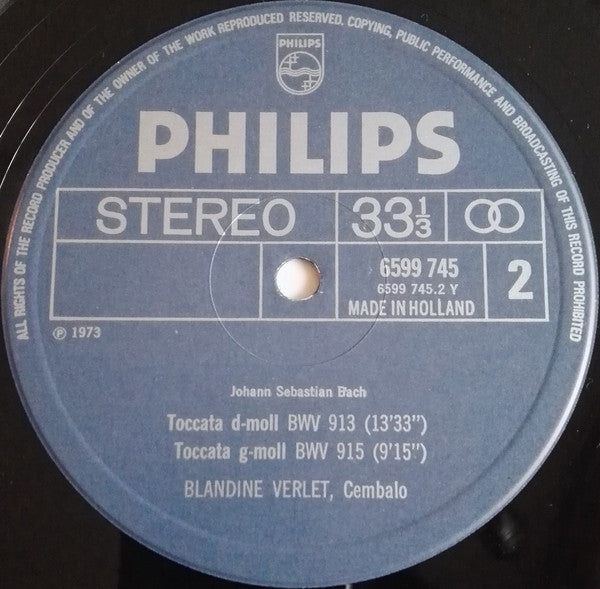 ALL RIGHTS OF THE RECORD PRODUCER AND OF THE OWNER OF THE WORK REPRODUCED RESERVED. COPYING, PUBLIC PERFORMANCE AND BROADCASTING OF THIS RECORD PROHIBITED
PHILIPS
PHILIPS
STEREO 33 1/3
6599 745
6599 745.2 Y
MADE IN HOLLAND
2
℗ 1973
Johann Sebastian Bach
Toccata d-moll BWV 913 (13'33")
Toccata g-moll BWV 915 (9'15")
BLANDINE VERLET, Cembalo